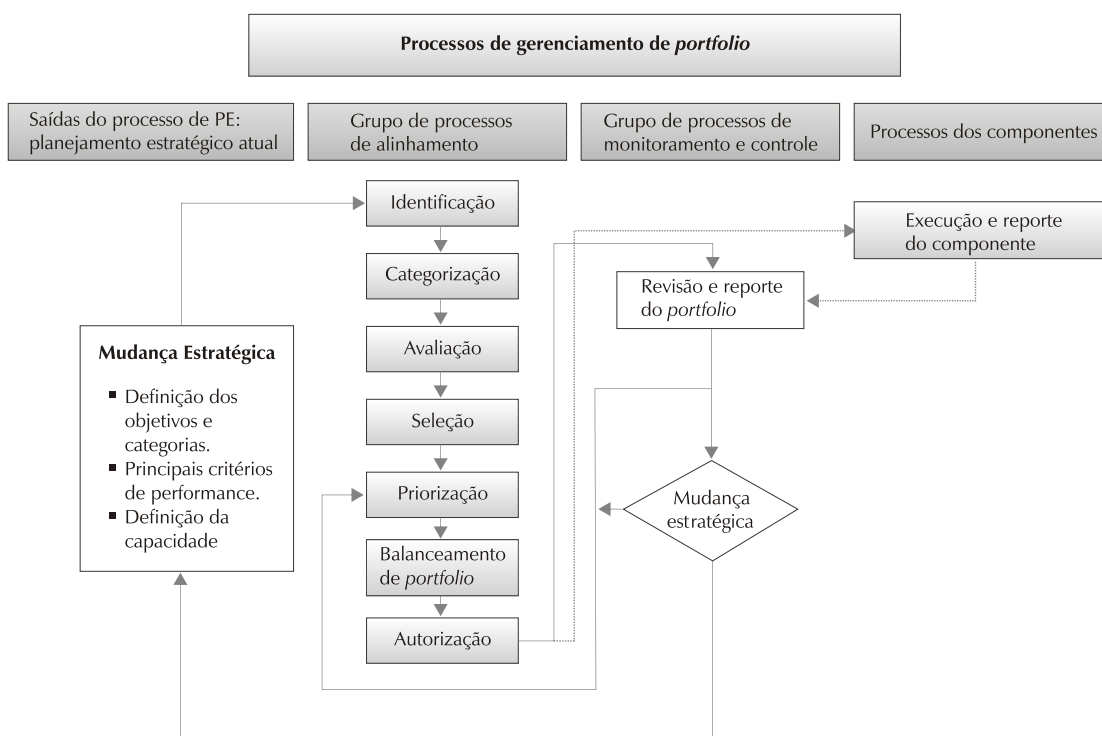 Processos de gerenciamento de portfolio
Saídas do processo de PE:
planejamento estratégico atual
Grupo de processos
de alinhamento
Grupo de processos de
monitoramento e controle
Processos dos componentes
Mudança Estratégica
▪ Definição dos
objetivos e
categorias.
▪ Principais critérios
de performance.
▪ Definição da
capacidade
Identificação
Categorização
Avaliação
Seleção
Priorização
Balanceamento
de portfolio
Autorização
Revisão e reporte
do portfolio
Mudança
estratégica
Execução e reporte
do componente